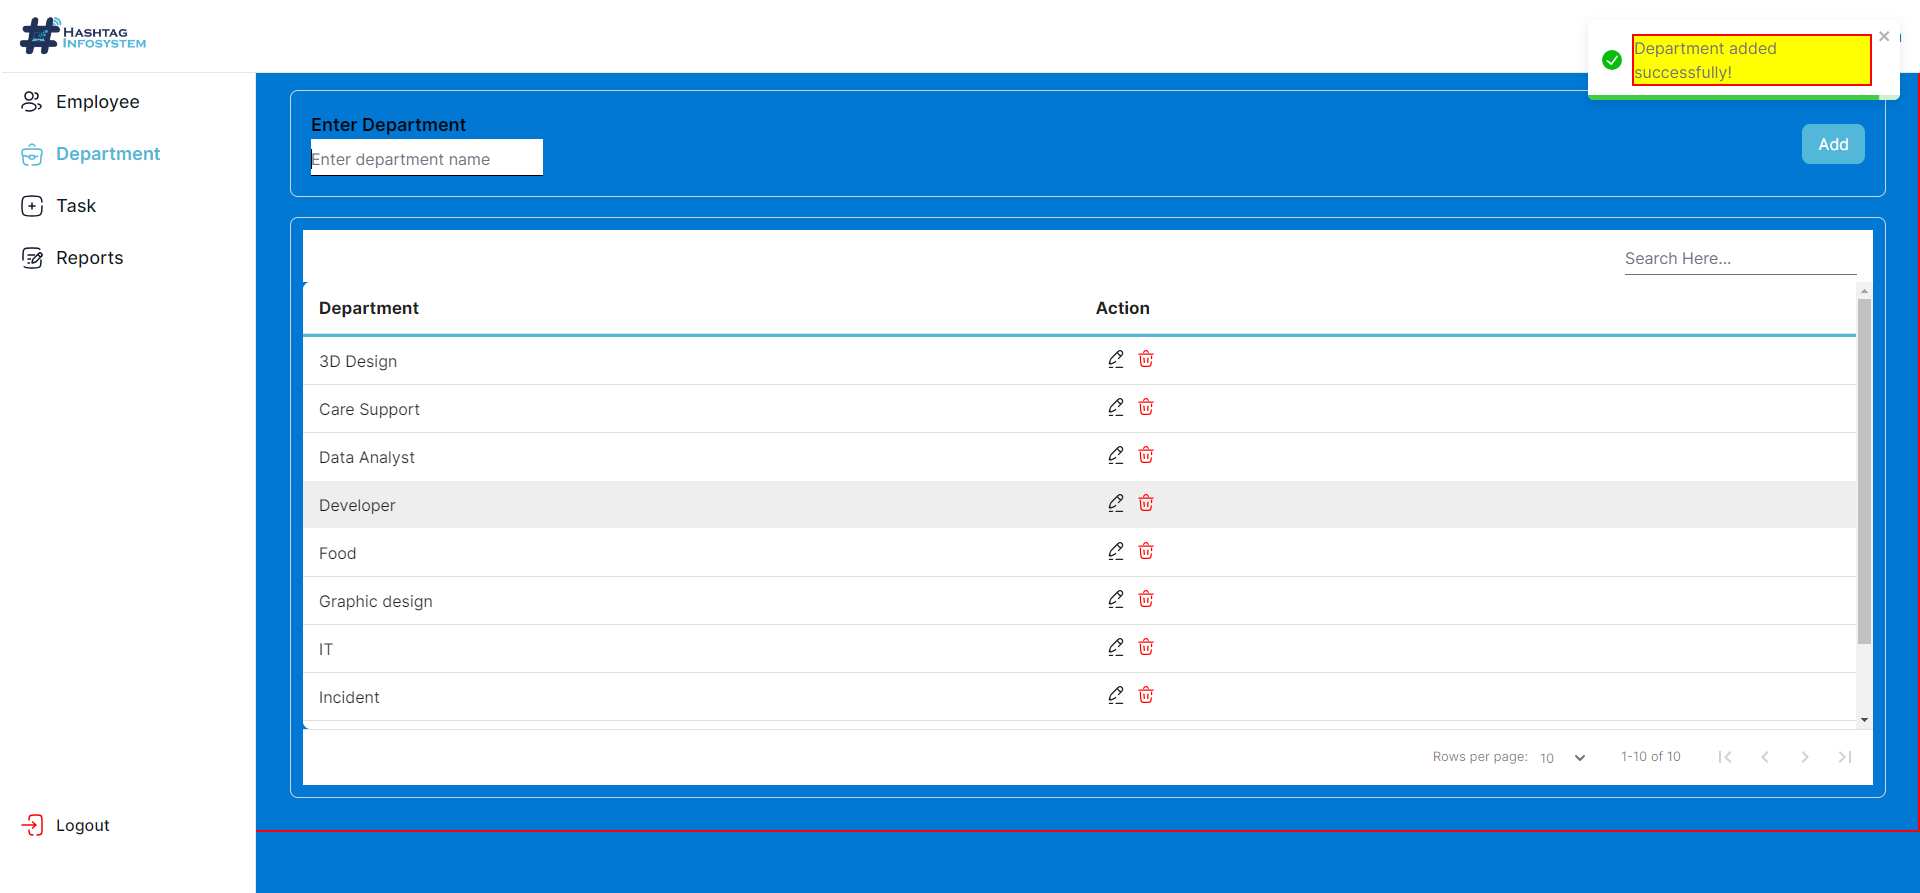 HASHTAG
INFOSYSTEM
Department added
successfully!
Employee
Department
Task
Reports
Logout
Enter Department
Enter department name
Add
Search Here...
Department Action
3D Design
Care Support
Data Analyst
Developer
Food
Graphic design
IT
Incident
Rows per page: 10 1-10 of 10